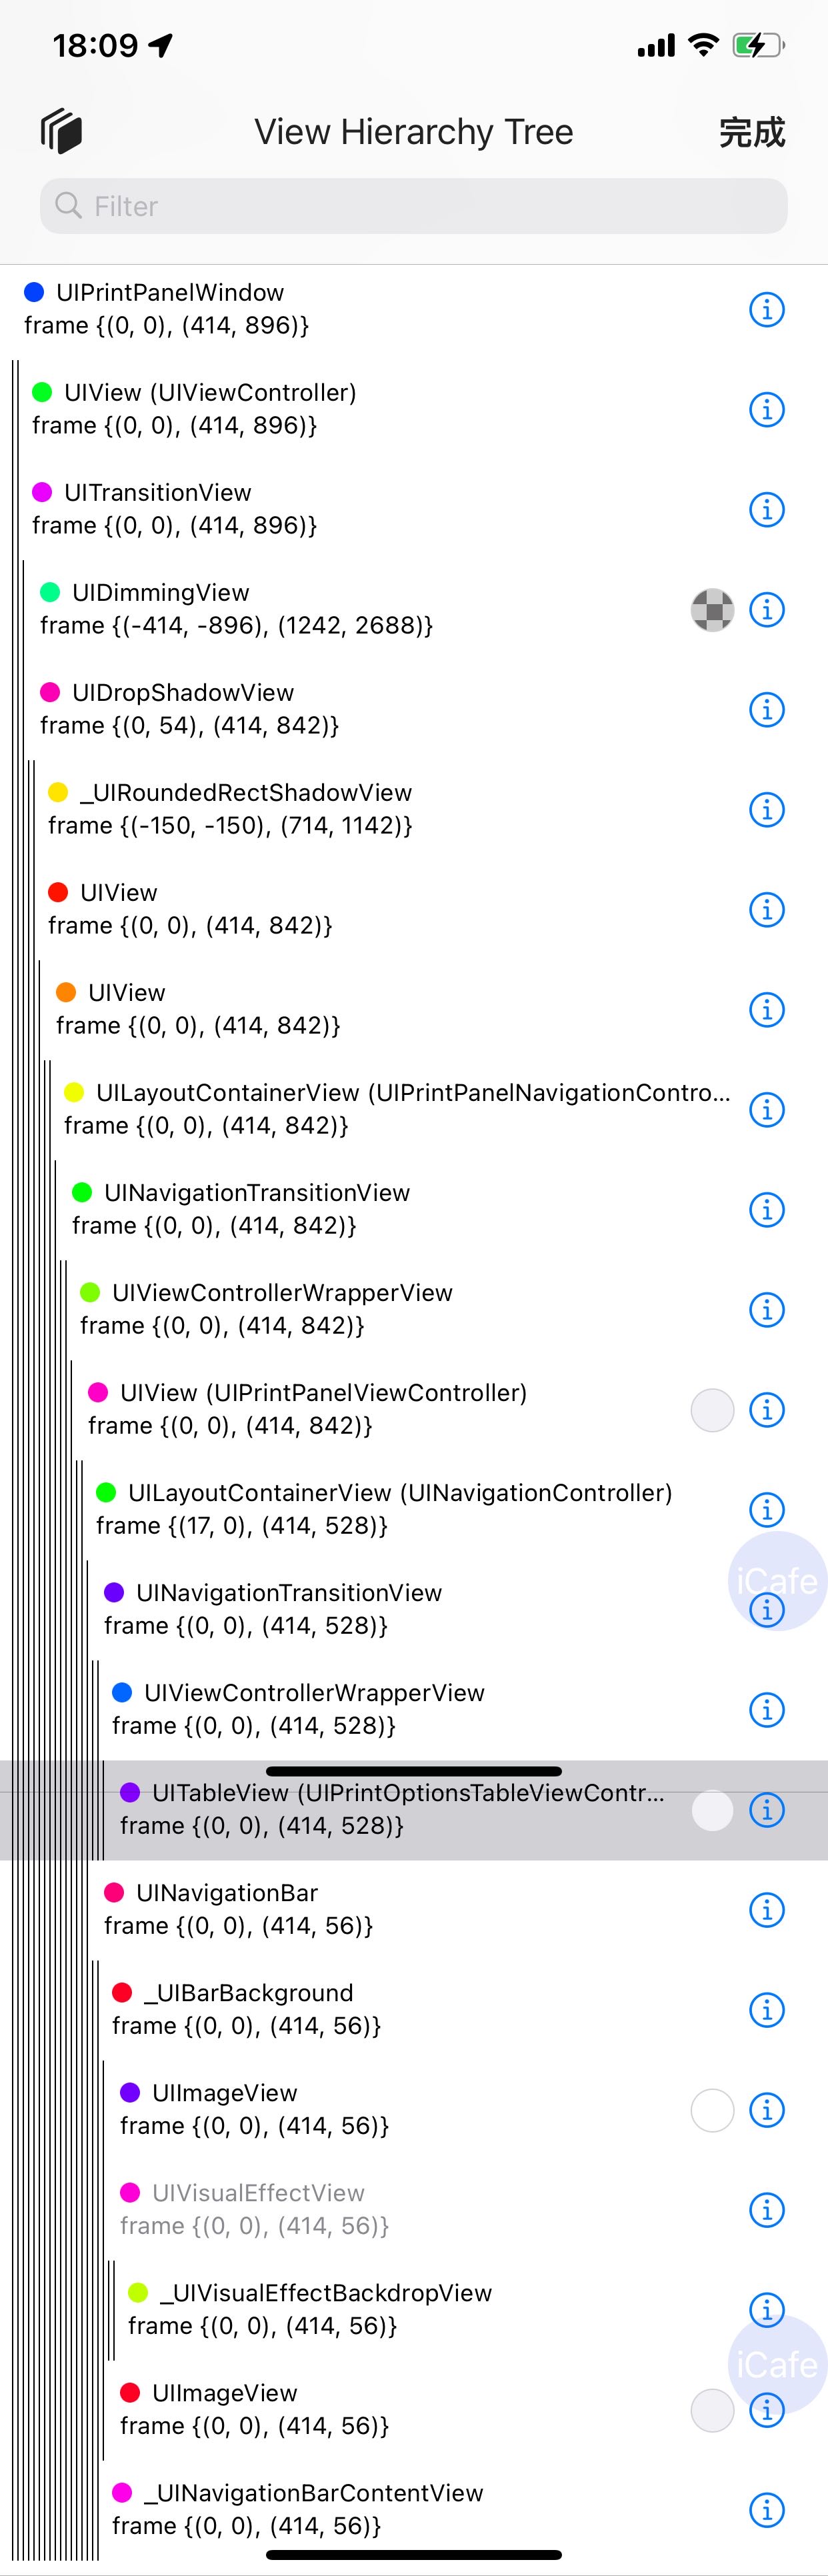 18:09
View Hierarchy Tree
完成
Filter
UIPrintPanelWindow
frame {(0, 0), (414, 896)}
UIView (UIViewController)
frame {(0, 0), (414, 896)}
UITransitionView
frame {(0, 0), (414, 896)}
UIDimmingView
frame {(-414, -896), (1242, 2688)}
UIDropShadowView
frame {(0, 54), (414, 842)}
_UIRoundedRectShadowView
frame {(-150, -150), (714, 1142)}
UIView
frame {(0, 0), (414, 842)}
UIView
frame {(0, 0), (414, 842)}
UILayoutContainerView (UIPrintPanelNavigationContro...
frame {(0, 0), (414, 842)}
UINavigationTransitionView
frame {(0, 0), (414, 842)}
UIViewControllerWrapperView
frame {(0, 0), (414, 842)}
UIView (UIPrintPanelViewController)
frame {(0, 0), (414, 842)}
UILayoutContainerView (UINavigationController)
frame {(17, 0), (414, 528)}
iCafe
UINavigationTransitionView
frame {(0, 0), (414, 528)}
UIViewControllerWrapperView
frame {(0, 0), (414, 528)}
UITableView (UIPrintOptionsTableViewContr...
frame {(0, 0), (414, 528)}
UINavigationBar
frame {(0, 0), (414, 56)}
_UIBarBackground
frame {(0, 0), (414, 56)}
UIImageView
frame {(0, 0), (414, 56)}
UIVisualEffectView
frame {(0, 0), (414, 56)}
_UIVisualEffectBackdropView
frame {(0, 0), (414, 56)}
iCafe
UIImageView
frame {(0, 0), (414, 56)}
_UINavigationBarContentView
frame {(0, 0), (414, 56)}